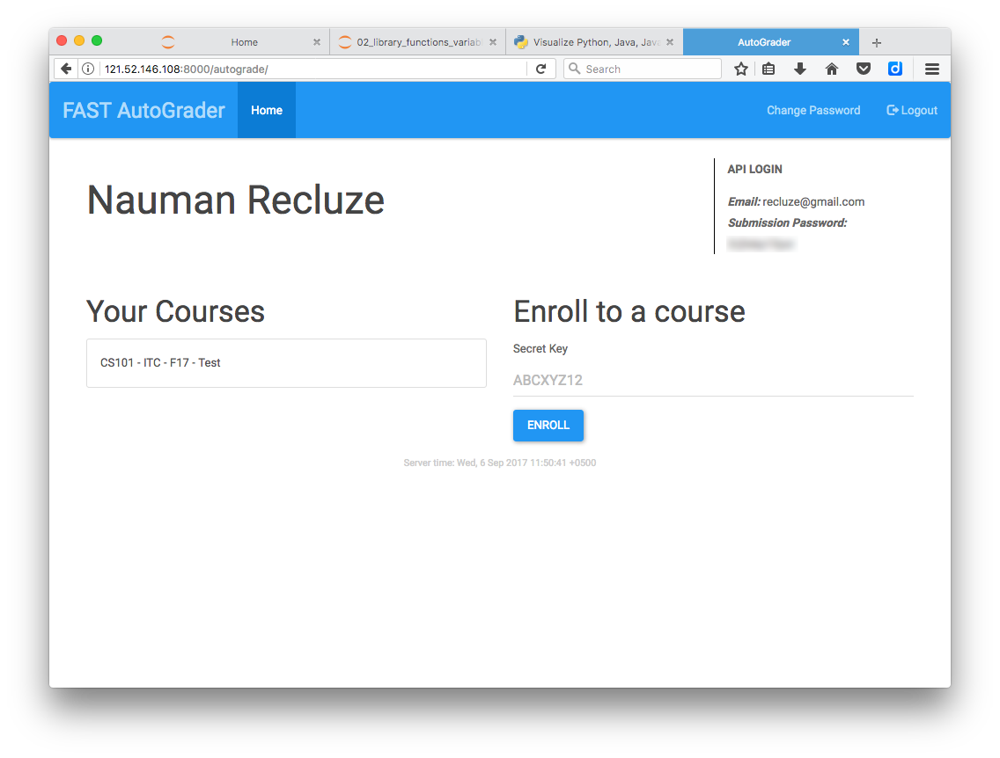 Home
02_library_functions_variab
Visualize Python, Java, Java
AutoGrader
121.52.146.108:8000/autograde/
Search
FAST AutoGrader
Home
Change Password
Logout
Nauman Recluze
API LOGIN
Email: recluze@gmail.com
Submission Password:
Your Courses
CS101 - ITC - F17 - Test
Enroll to a course
Secret Key
ABCXYZ12
ENROLL
Server time: Wed, 6 Sep 2017 11:50:41 +0500